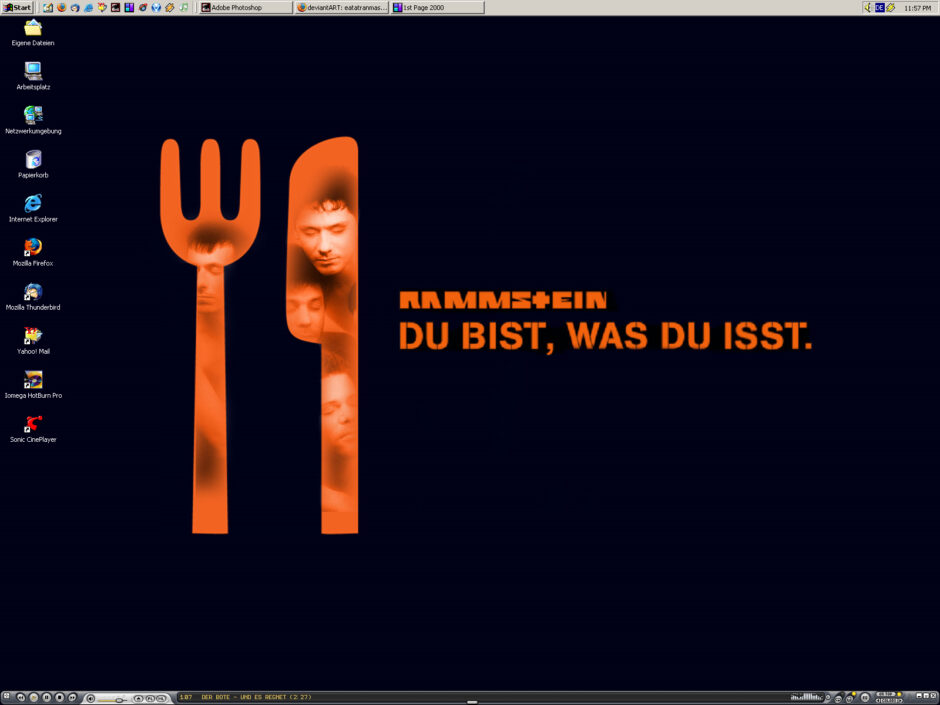 Start
Adobe Photoshop
deviantART: eatatranmas...
1st Page 2000
DE
11:57 PM
Eigene Dateien
Arbeitsplatz
Netzwerkumgebung
Papierkorb
Internet Explorer
Mozilla Firefox
Mozilla Thunderbird
Yahoo! Mail
Iomega HotBurn Pro
Sonic CinePlayer
RAMMSTEIN
DU BIST, WAS DU ISST.
107 DER BOTE - UND ES REGNET (2:27)